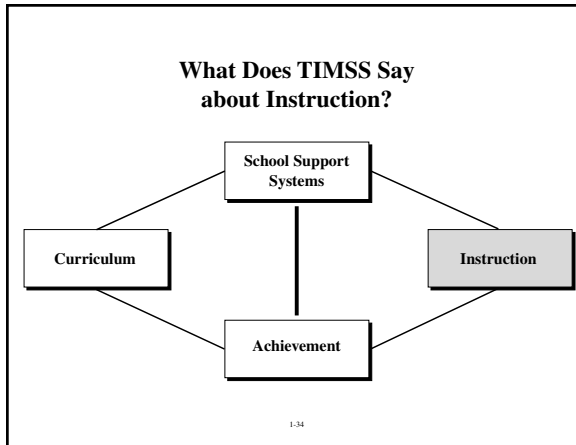 What Does TIMSS Say
about Instruction?
School Support
Systems
Curriculum
Instruction
Achievement
1-34